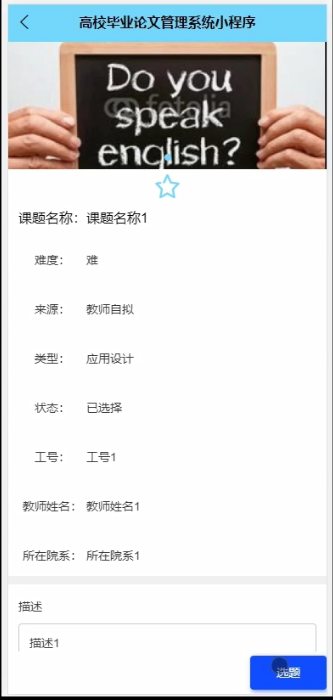 高校毕业论文管理系统小程序
Do you
speak
english?
fotolia
课题名称：课题名称1
难度： 难
来源： 教师自拟
类型： 应用设计
状态： 已选择
工号： 工号1
教师姓名： 教师姓名1
所在院系： 所在院系1
描述
描述1
选题